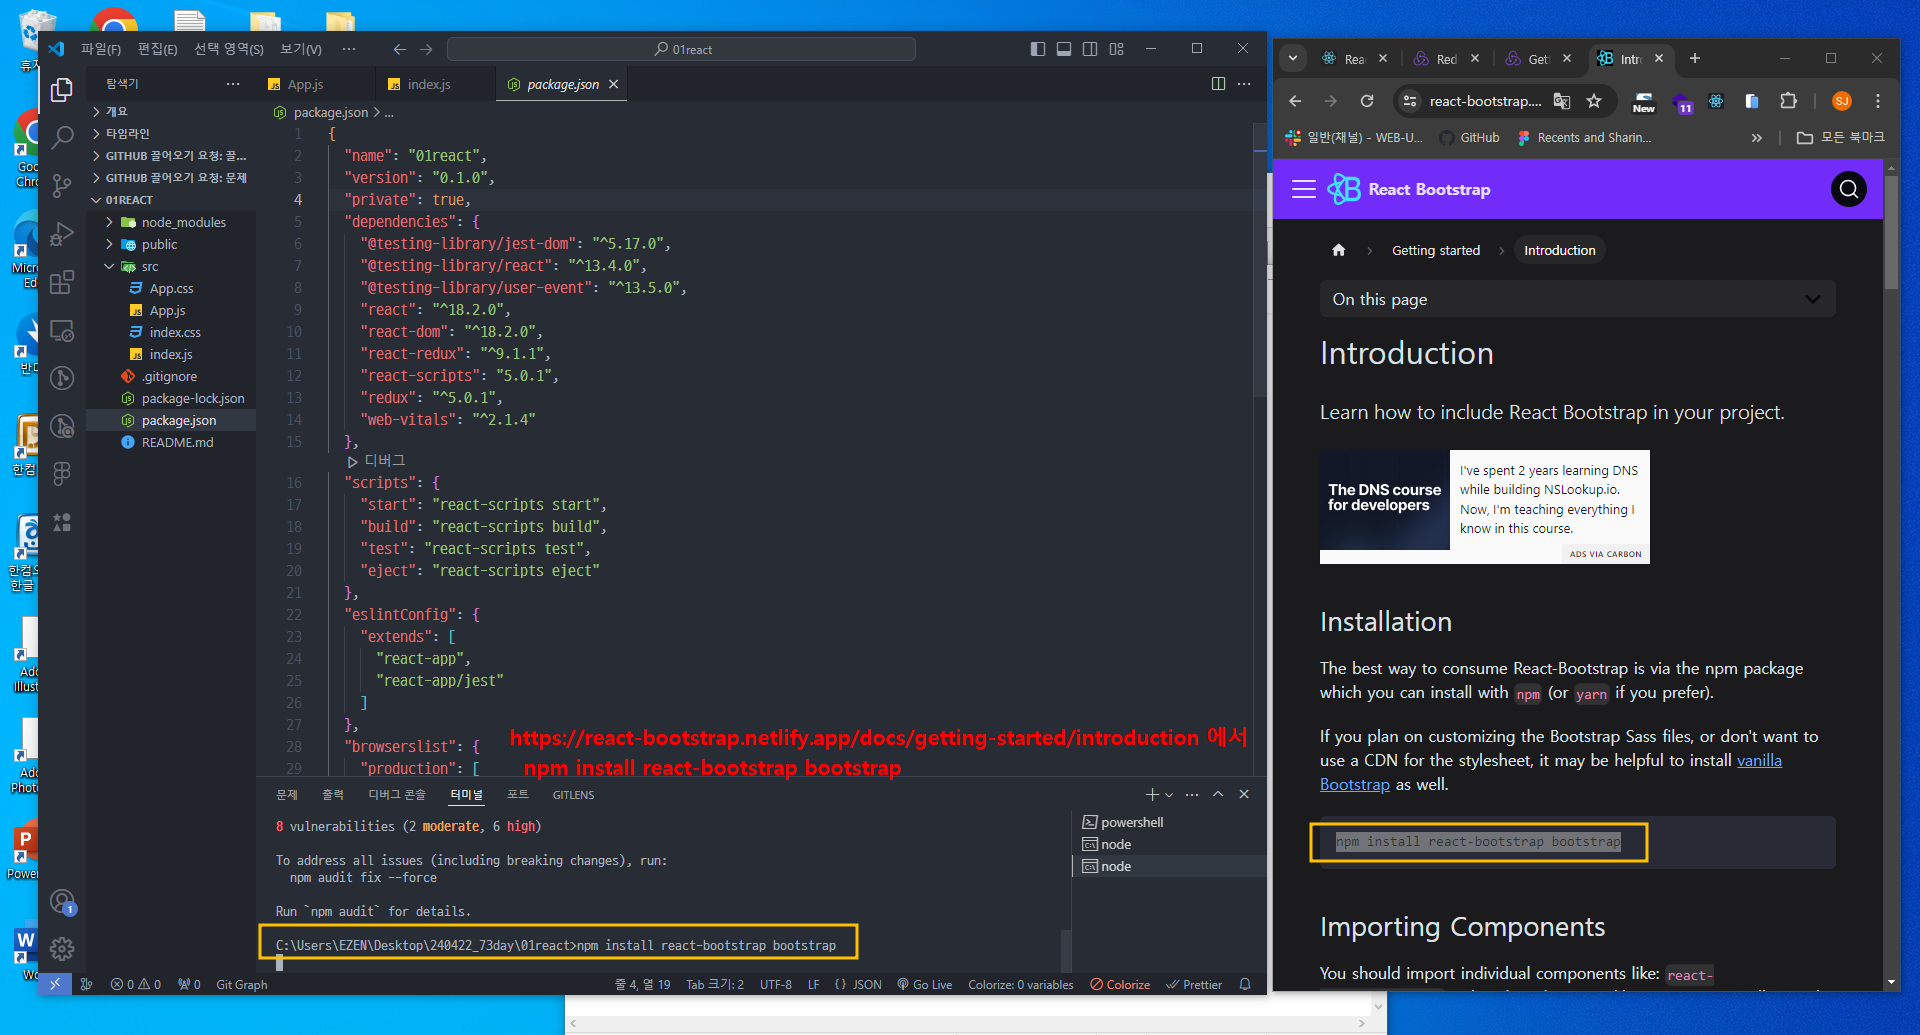 파일(F) 편집(E) 선택 영역(S) 보기(V) ··· 01react
탐색기 ···
개요
타임라인
GITHUB 끌어오기 요청: 끌...
GITHUB 끌어오기 요청: 문제
01REACT
node_modules
public
src
App.css
App.js
index.css
index.js
.gitignore
package-lock.json
package.json
README.md
App.js index.js package.json
package.json > ...
1 {
2 "name": "01react",
3 "version": "0.1.0",
4 "private": true,
5 "dependencies": {
6 "@testing-library/jest-dom": "^5.17.0",
7 "@testing-library/react": "^13.4.0",
8 "@testing-library/user-event": "^13.5.0",
9 "react": "^18.2.0",
10 "react-dom": "^18.2.0",
11 "react-redux": "^9.1.1",
12 "react-scripts": "5.0.1",
13 "redux": "^5.0.1",
14 "web-vitals": "^2.1.4"
15 },
디버그
16 "scripts": {
17 "start": "react-scripts start",
18 "build": "react-scripts build",
19 "test": "react-scripts test",
20 "eject": "react-scripts eject"
21 },
22 "eslintConfig": {
23 "extends": [
24 "react-app",
25 "react-app/jest"
26 ]
27 },
28 "browserslist": {
29 "production": [
https://react-bootstrap.netlify.app/docs/getting-started/introduction 에서
npm install react-bootstrap bootstrap
문제 출력 디버그 콘솔 터미널 포트 GITLENS
8 vulnerabilities (2 moderate, 6 high)
To address all issues (including breaking changes), run:
npm audit fix --force
Run `npm audit` for details.
C:\Users\EZEN\Desktop\240422_73day\01react>npm install react-bootstrap bootstrap
powershell
node
node
0 0 0 Git Graph 줄 4, 열 19 Tab 크기: 2 UTF-8 LF {} JSON Go Live Colorize: 0 variables Colorize Prettier
Rea Red Get Intr
react-bootstrap.... New 11 SJ
일반(채널) - WEB-U... GitHub Recents and Sharin... » 모든 북마크
React Bootstrap
Getting started Introduction
On this page
Introduction
Learn how to include React Bootstrap in your project.
The DNS course
for developers
I've spent 2 years learning DNS
while building NSLookup.io.
Now, I'm teaching everything I
know in this course.
ADS VIA CARBON
Installation
The best way to consume React-Bootstrap is via the npm package
which you can install with npm (or yarn if you prefer).
If you plan on customizing the Bootstrap Sass files, or don't want to
use a CDN for the stylesheet, it may be helpful to install vanilla
Bootstrap as well.
npm install react-bootstrap bootstrap
Importing Components
You should import individual components like: react-